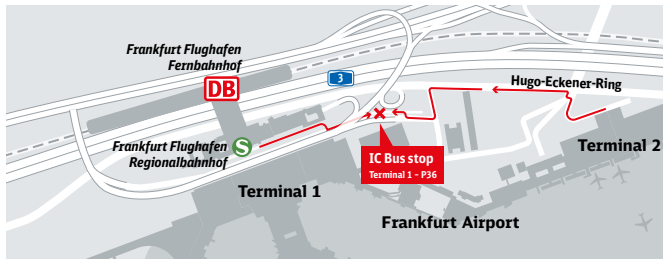 Frankfurt Flughafen
Fernbahnhof
DB
3
Hugo-Eckener-Ring
Frankfurt Flughafen
Regionalbahnhof
S
IC Bus stop
Terminal 1 – P36
Terminal 2
Terminal 1
Frankfurt Airport